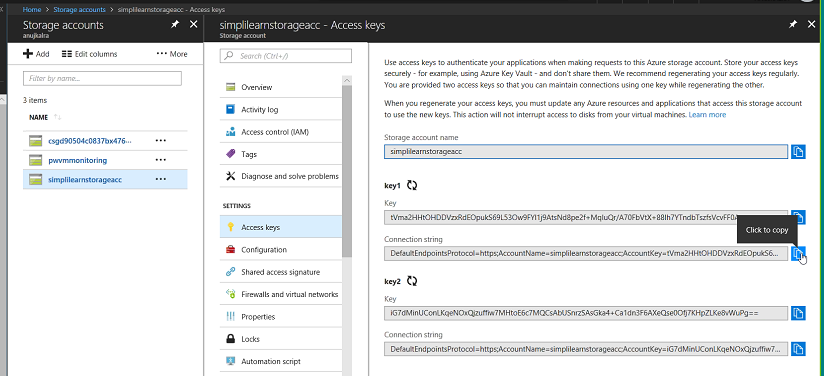 Home > Storage accounts > simplilearnstorageacc - Access keys
Storage accounts
anujkalra
Add Edit columns ••• More
Filter by name...
3 items
NAME
csgd90504c0837bx476... •••
pwvmmonitoring •••
simplilearnstorageacc •••
simplilearnstorageacc - Access keys
Storage account
Search (Ctrl+/)
Overview
Activity log
Access control (IAM)
Tags
Diagnose and solve problems
SETTINGS
Access keys
Configuration
Shared access signature
Firewalls and virtual networks
Properties
Locks
Automation script
Use access keys to authenticate your applications when making requests to this Azure storage account. Store your access keys
securely - for example, using Azure Key Vault - and don't share them. We recommend regenerating your access keys regularly.
You are provided two access keys so that you can maintain connections using one key while regenerating the other.
When you regenerate your access keys, you must update any Azure resources and applications that access this storage account
to use the new keys. This action will not interrupt access to disks from your virtual machines. Learn more
Storage account name
simplilearnstorageacc
key1
Key
Click to copy
Connection string
DefaultEndpointsProtocol=https;AccountName=simplilearnstorageacc;AccountKey=tVma2HHtOHDDVzxRdEOpukS6...
key2
Key
Connection string
DefaultEndpointsProtocol=https;AccountName=simplilearnstorageacc;AccountKey=iG7dMinUConLKqeNOxQjzuffiw7...